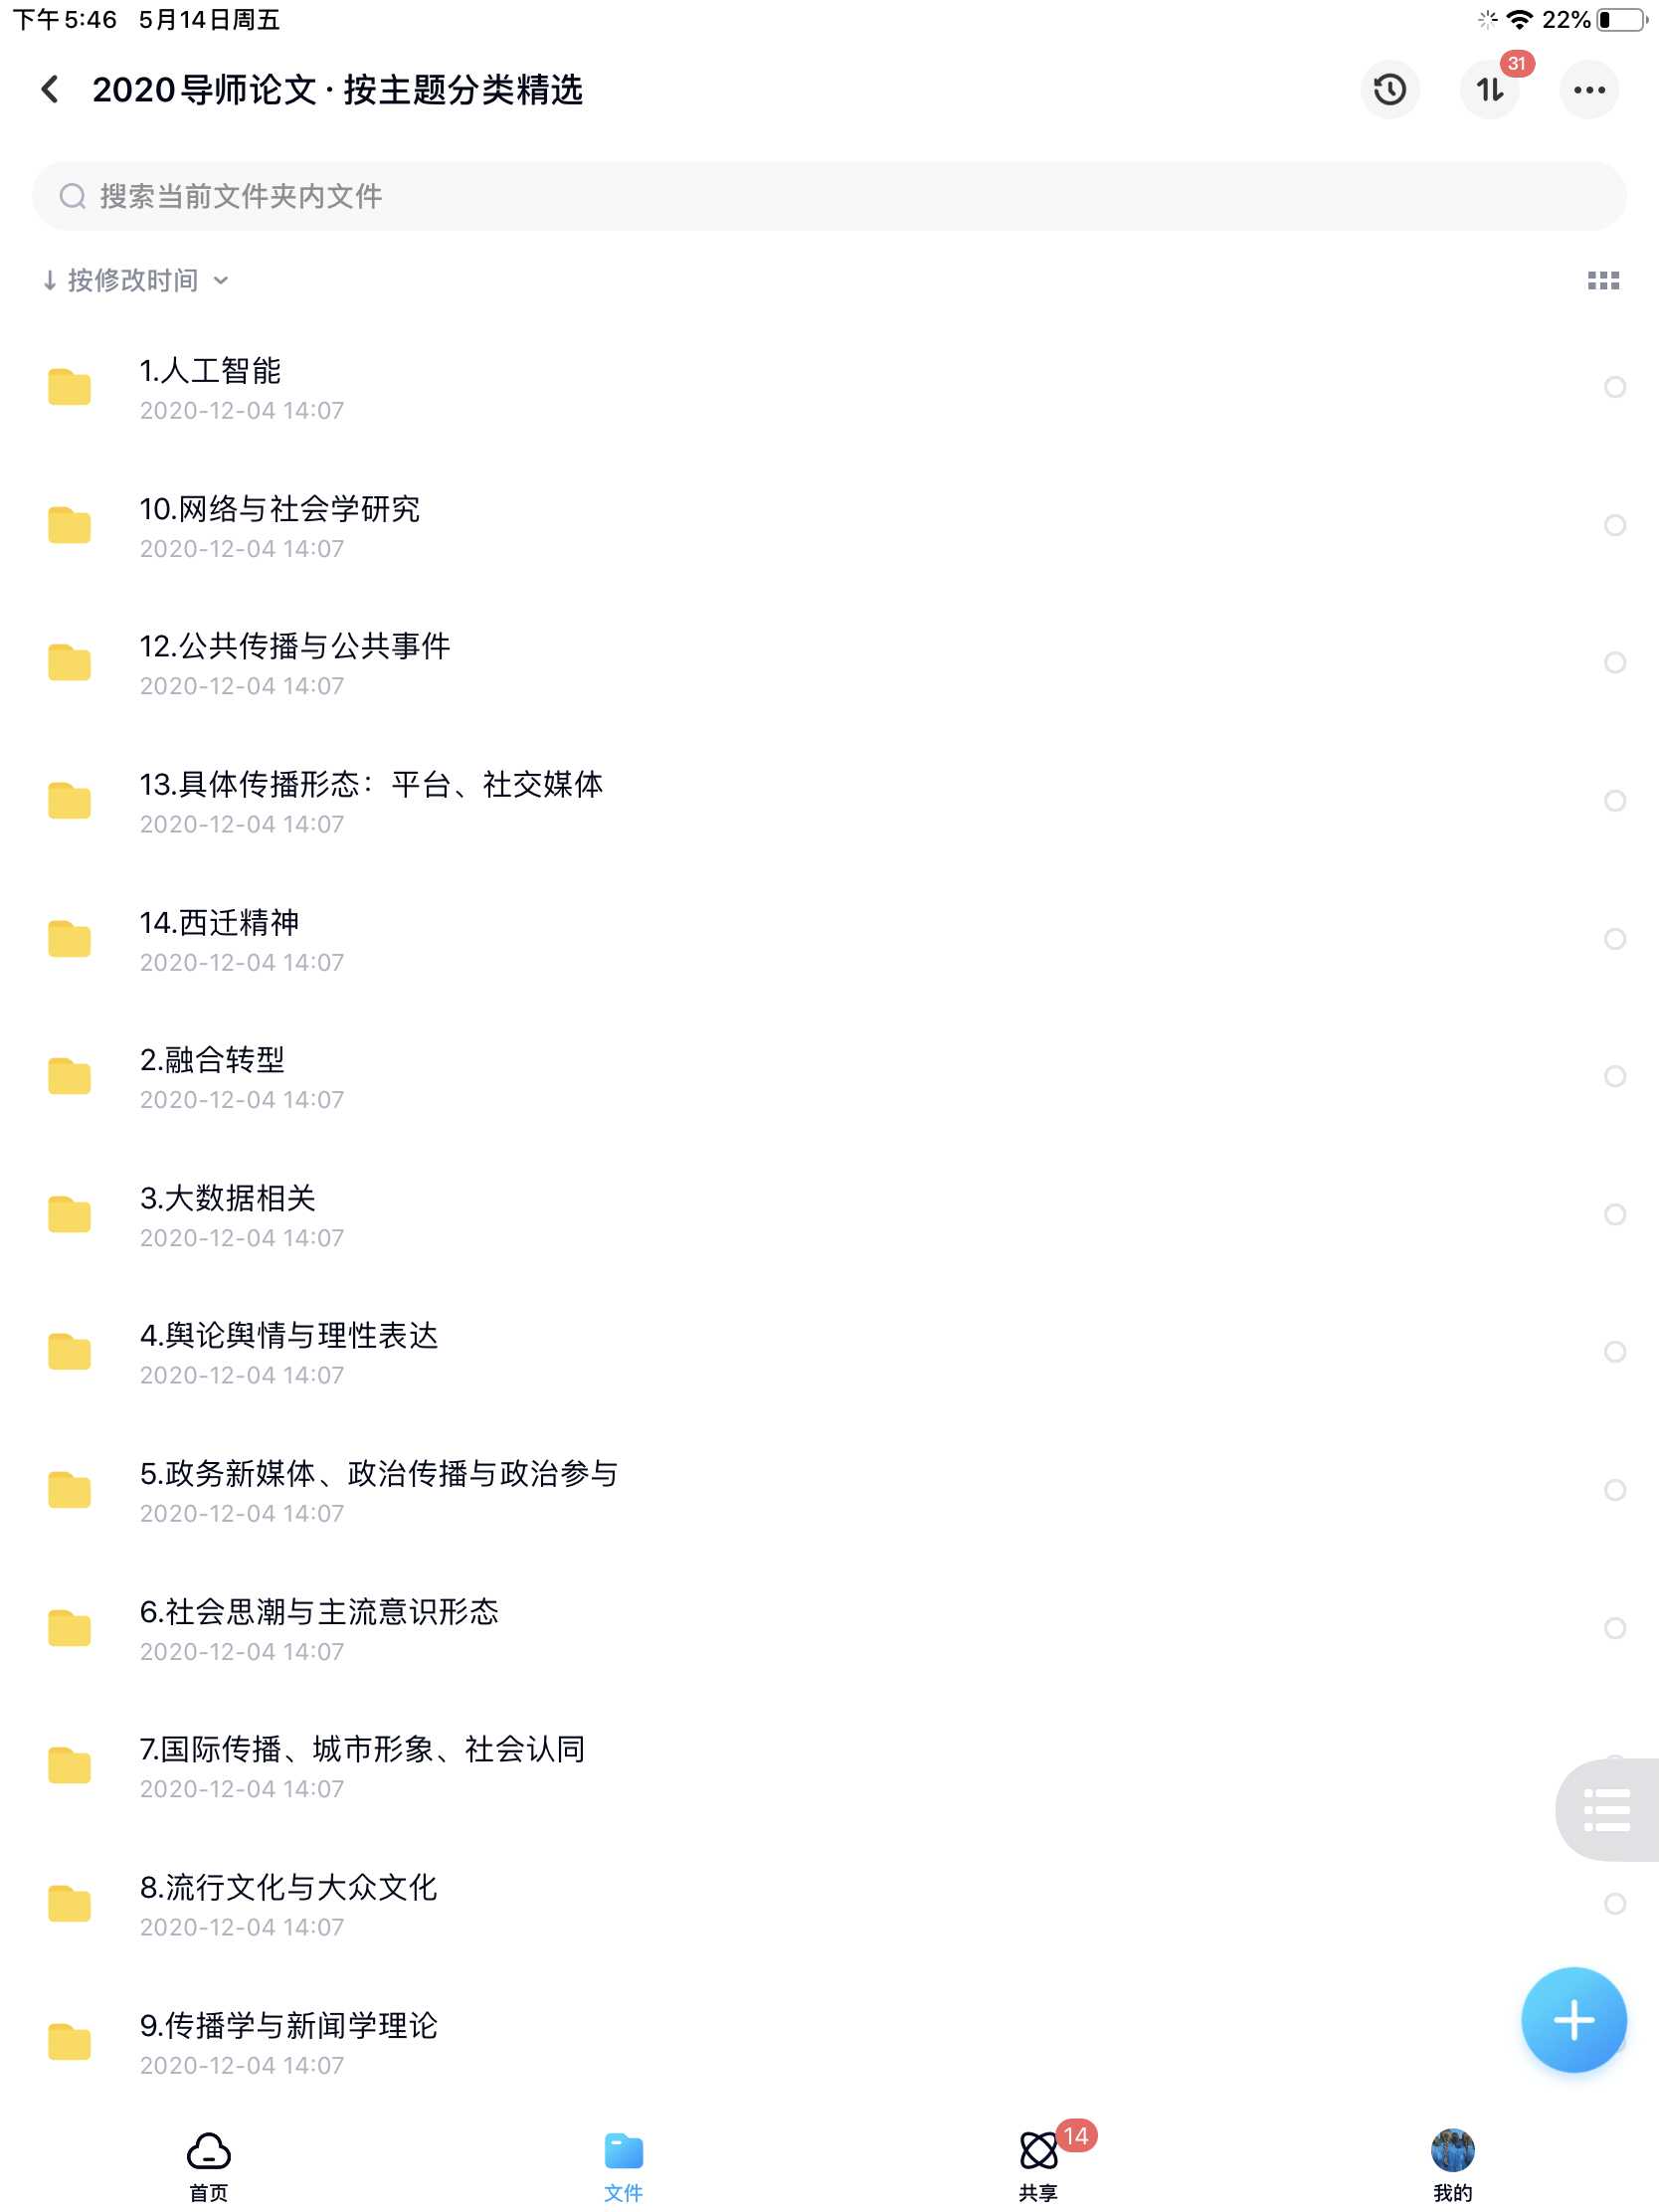 下午5:46 5月14日周五 22%
2020导师论文·按主题分类精选 31
搜索当前文件夹内文件
按修改时间
1.人工智能
2020-12-04 14:07
10.网络与社会学研究
2020-12-04 14:07
12.公共传播与公共事件
2020-12-04 14:07
13.具体传播形态：平台、社交媒体
2020-12-04 14:07
14.西迁精神
2020-12-04 14:07
2.融合转型
2020-12-04 14:07
3.大数据相关
2020-12-04 14:07
4.舆论舆情与理性表达
2020-12-04 14:07
5.政务新媒体、政治传播与政治参与
2020-12-04 14:07
6.社会思潮与主流意识形态
2020-12-04 14:07
7.国际传播、城市形象、社会认同
2020-12-04 14:07
8.流行文化与大众文化
2020-12-04 14:07
9.传播学与新闻学理论
2020-12-04 14:07
14
首页 文件 共享 我的